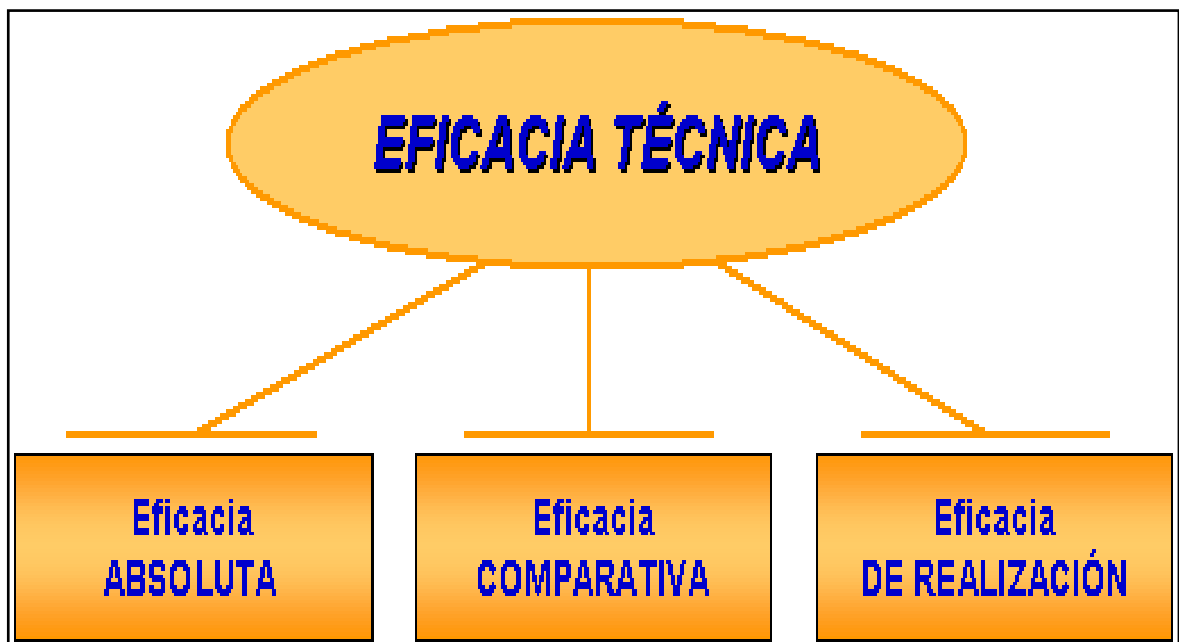 EFICACIA TÉCNICA
Eficacia
ABSOLUTA
Eficacia
COMPARATIVA
Eficacia
DE REALIZACIÓN